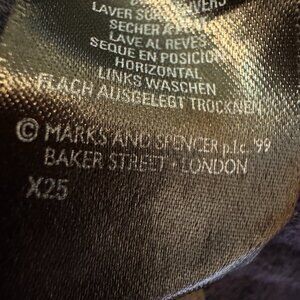 LAVER SUR L'ENVERS
SECHER A PLAT
LAVE AL REVES
SEQUE EN POSICION
HORIZONTAL
LINKS WASCHEN
FLACH AUSGELEGT TROCKNEN
© MARKS AND SPENCER p.l.c. '99
BAKER STREET • LONDON
X25